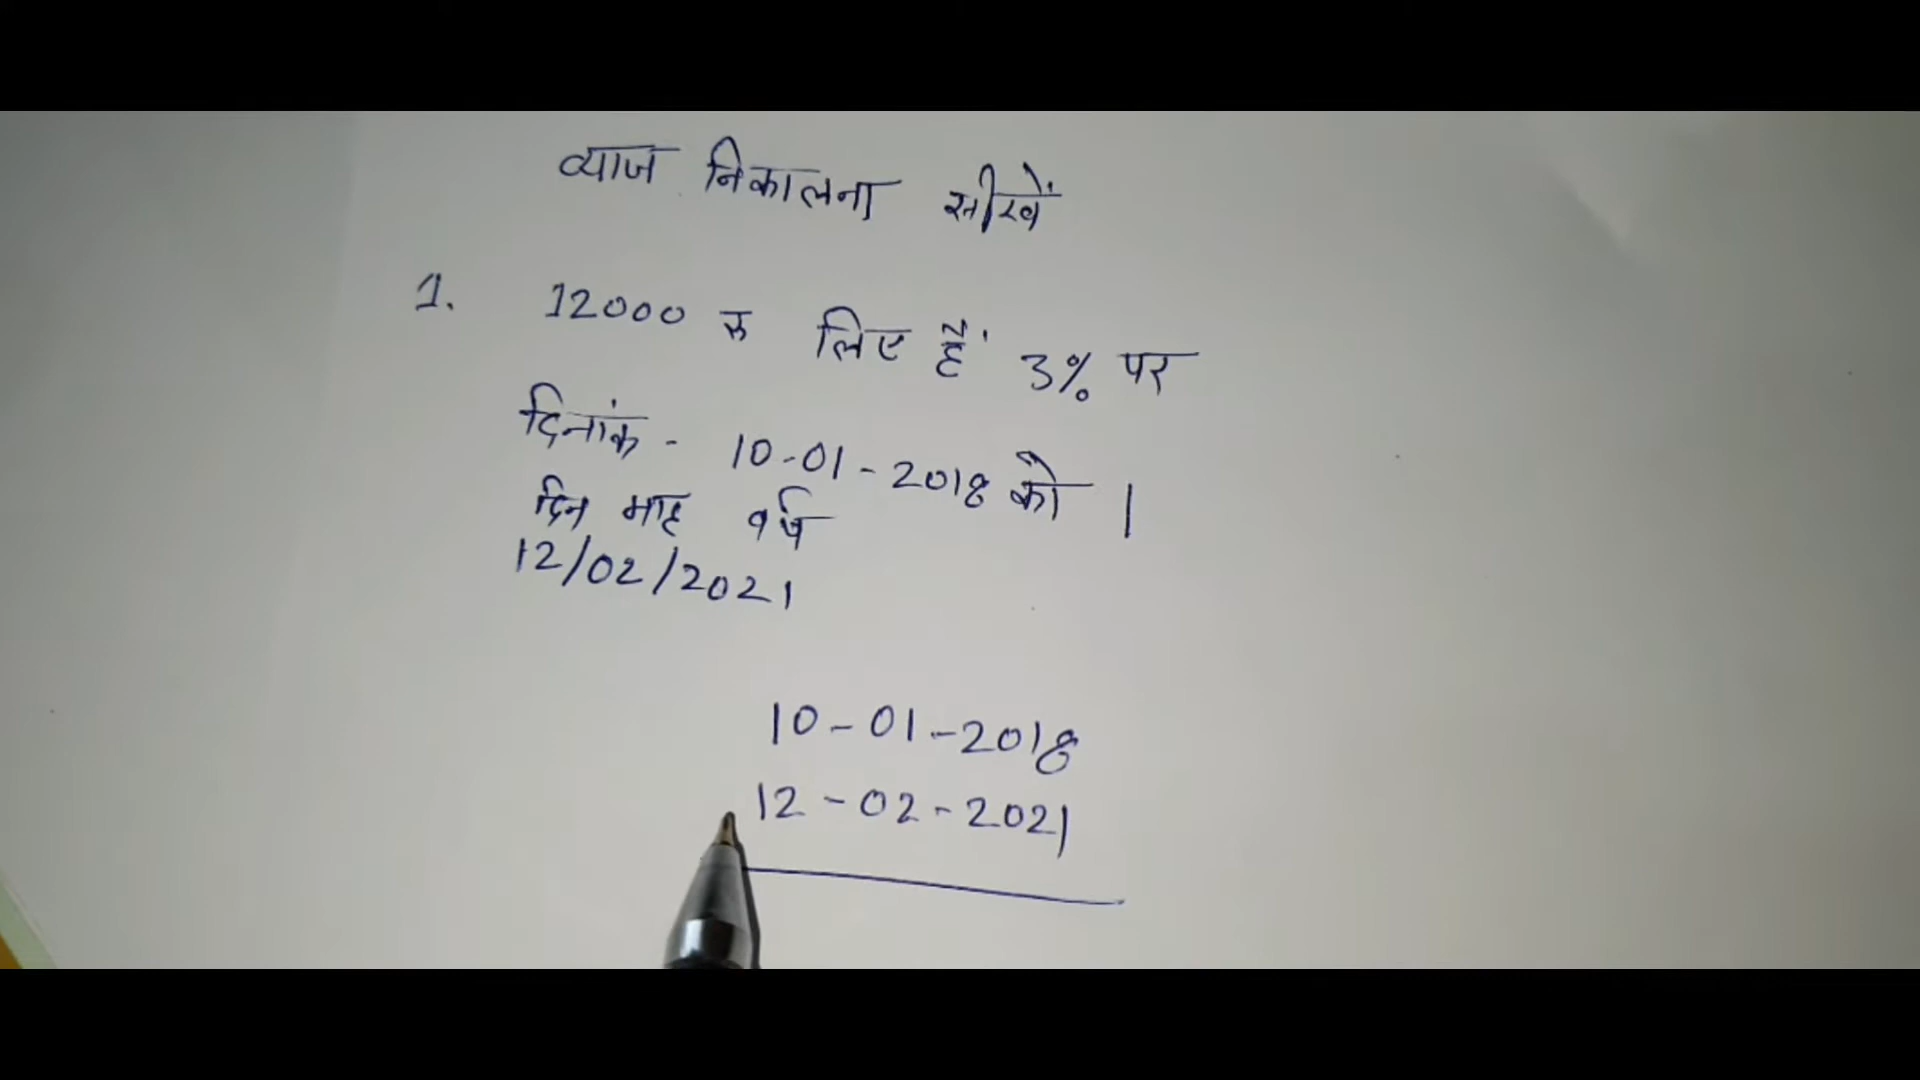 व्याज निकालना सीखें
1. 12000 रु लिए हैं 3% पर
दिनांक - 10-01-2018 को ।
दिन माह वर्ष
12/02/2021
10-01-2018
12-02-2021